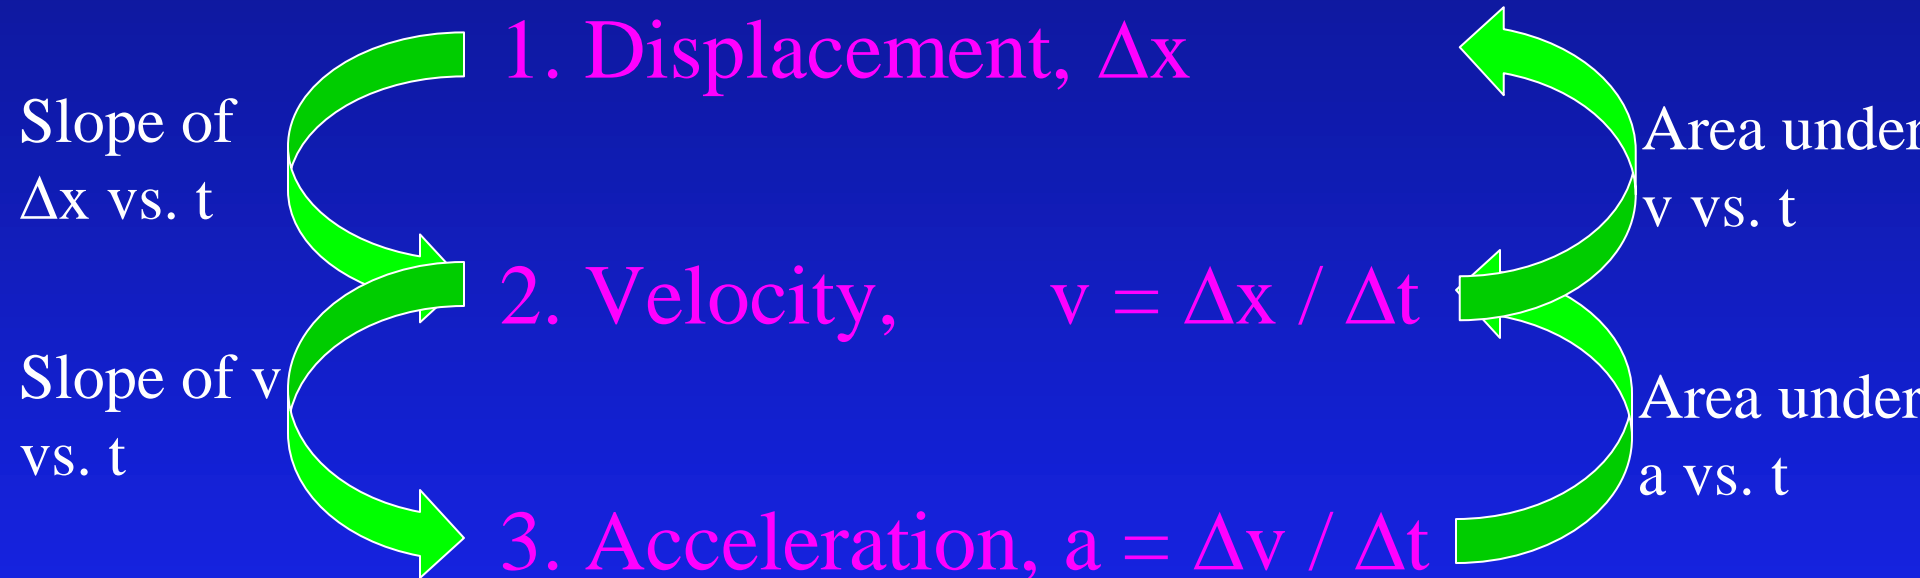 1. Displacement, Δx
Slope of
Δx vs. t
Area under
v vs. t
2. Velocity, v = Δx / Δt
Slope of v
vs. t
Area under
a vs. t
3. Acceleration, a = Δv / Δt